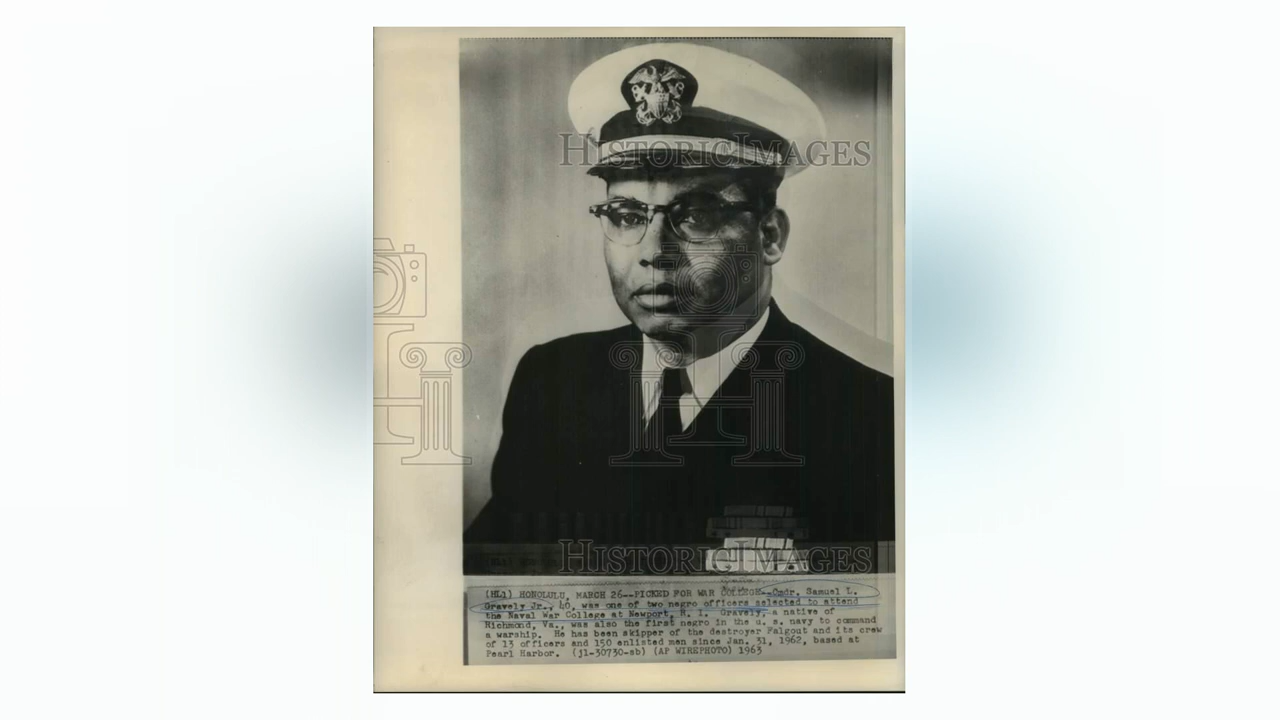 HISTORIC IMAGES
HISTORIC IMAGES
(HL1) HONOLULU, MARCH 26--PICKED FOR WAR COLLEGE--Cmdr. Samuel L.
Gravely Jr., 40, was one of two negro officers selected to attend
the Naval War College at Newport, R. I. Gravely, a native of
Richmond, Va., was also the first negro in the u. s. navy to command
a warship. He has been skipper of the destroyer Falgout and its crew
of 13 officers and 150 enlisted men since Jan. 31, 1962, based at
Pearl Harbor. (jl-30730-sb) (AP WIREPHOTO) 1963